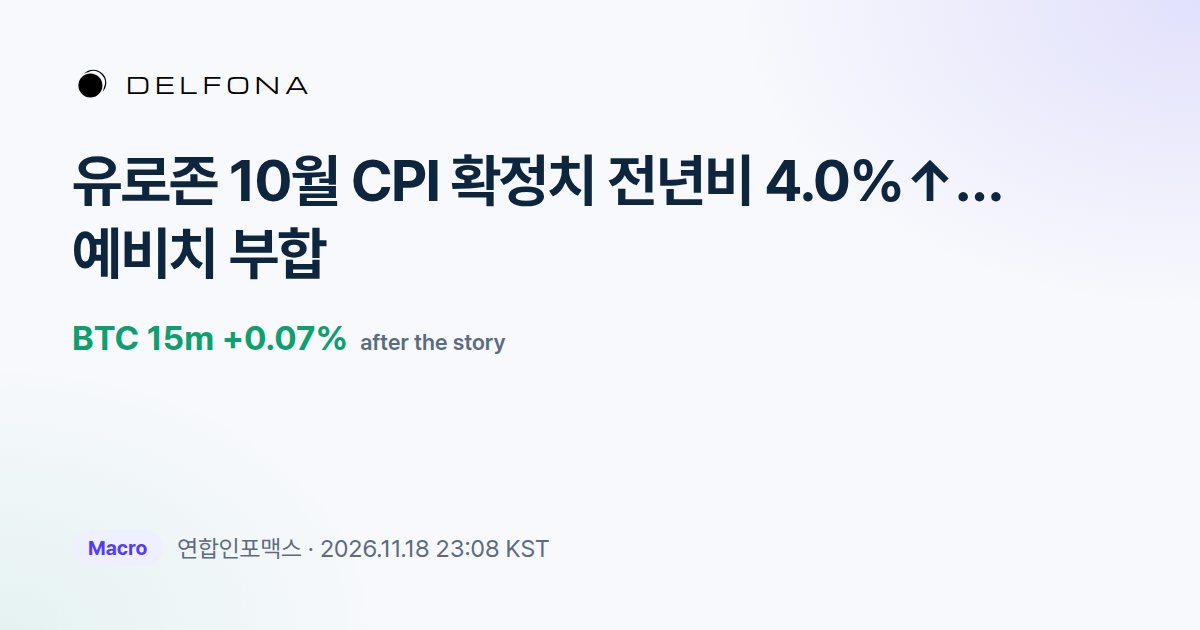 DELFONA
유로존 10월 CPI 확정치 전년비 4.0%↑...
예비치 부합
BTC 15m +0.07% after the story
Macro 연합인포맥스 · 2026.11.18 23:08 KST